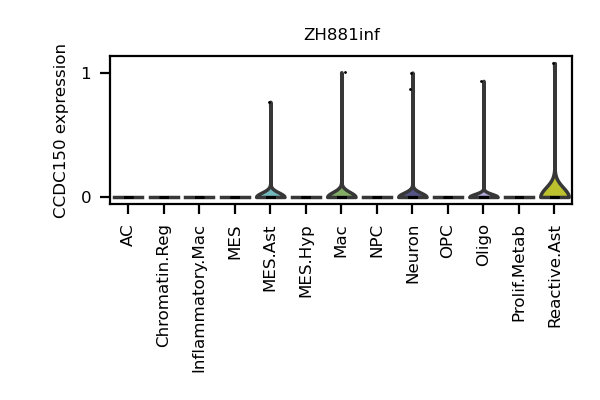 ZH881inf
CCDC150 expression
1
0
AC
Chromatin.Reg
Inflammatory.Mac
MES
MES.Ast
MES.Hyp
Mac
NPC
Neuron
OPC
Oligo
Prolif.Metab
Reactive.Ast